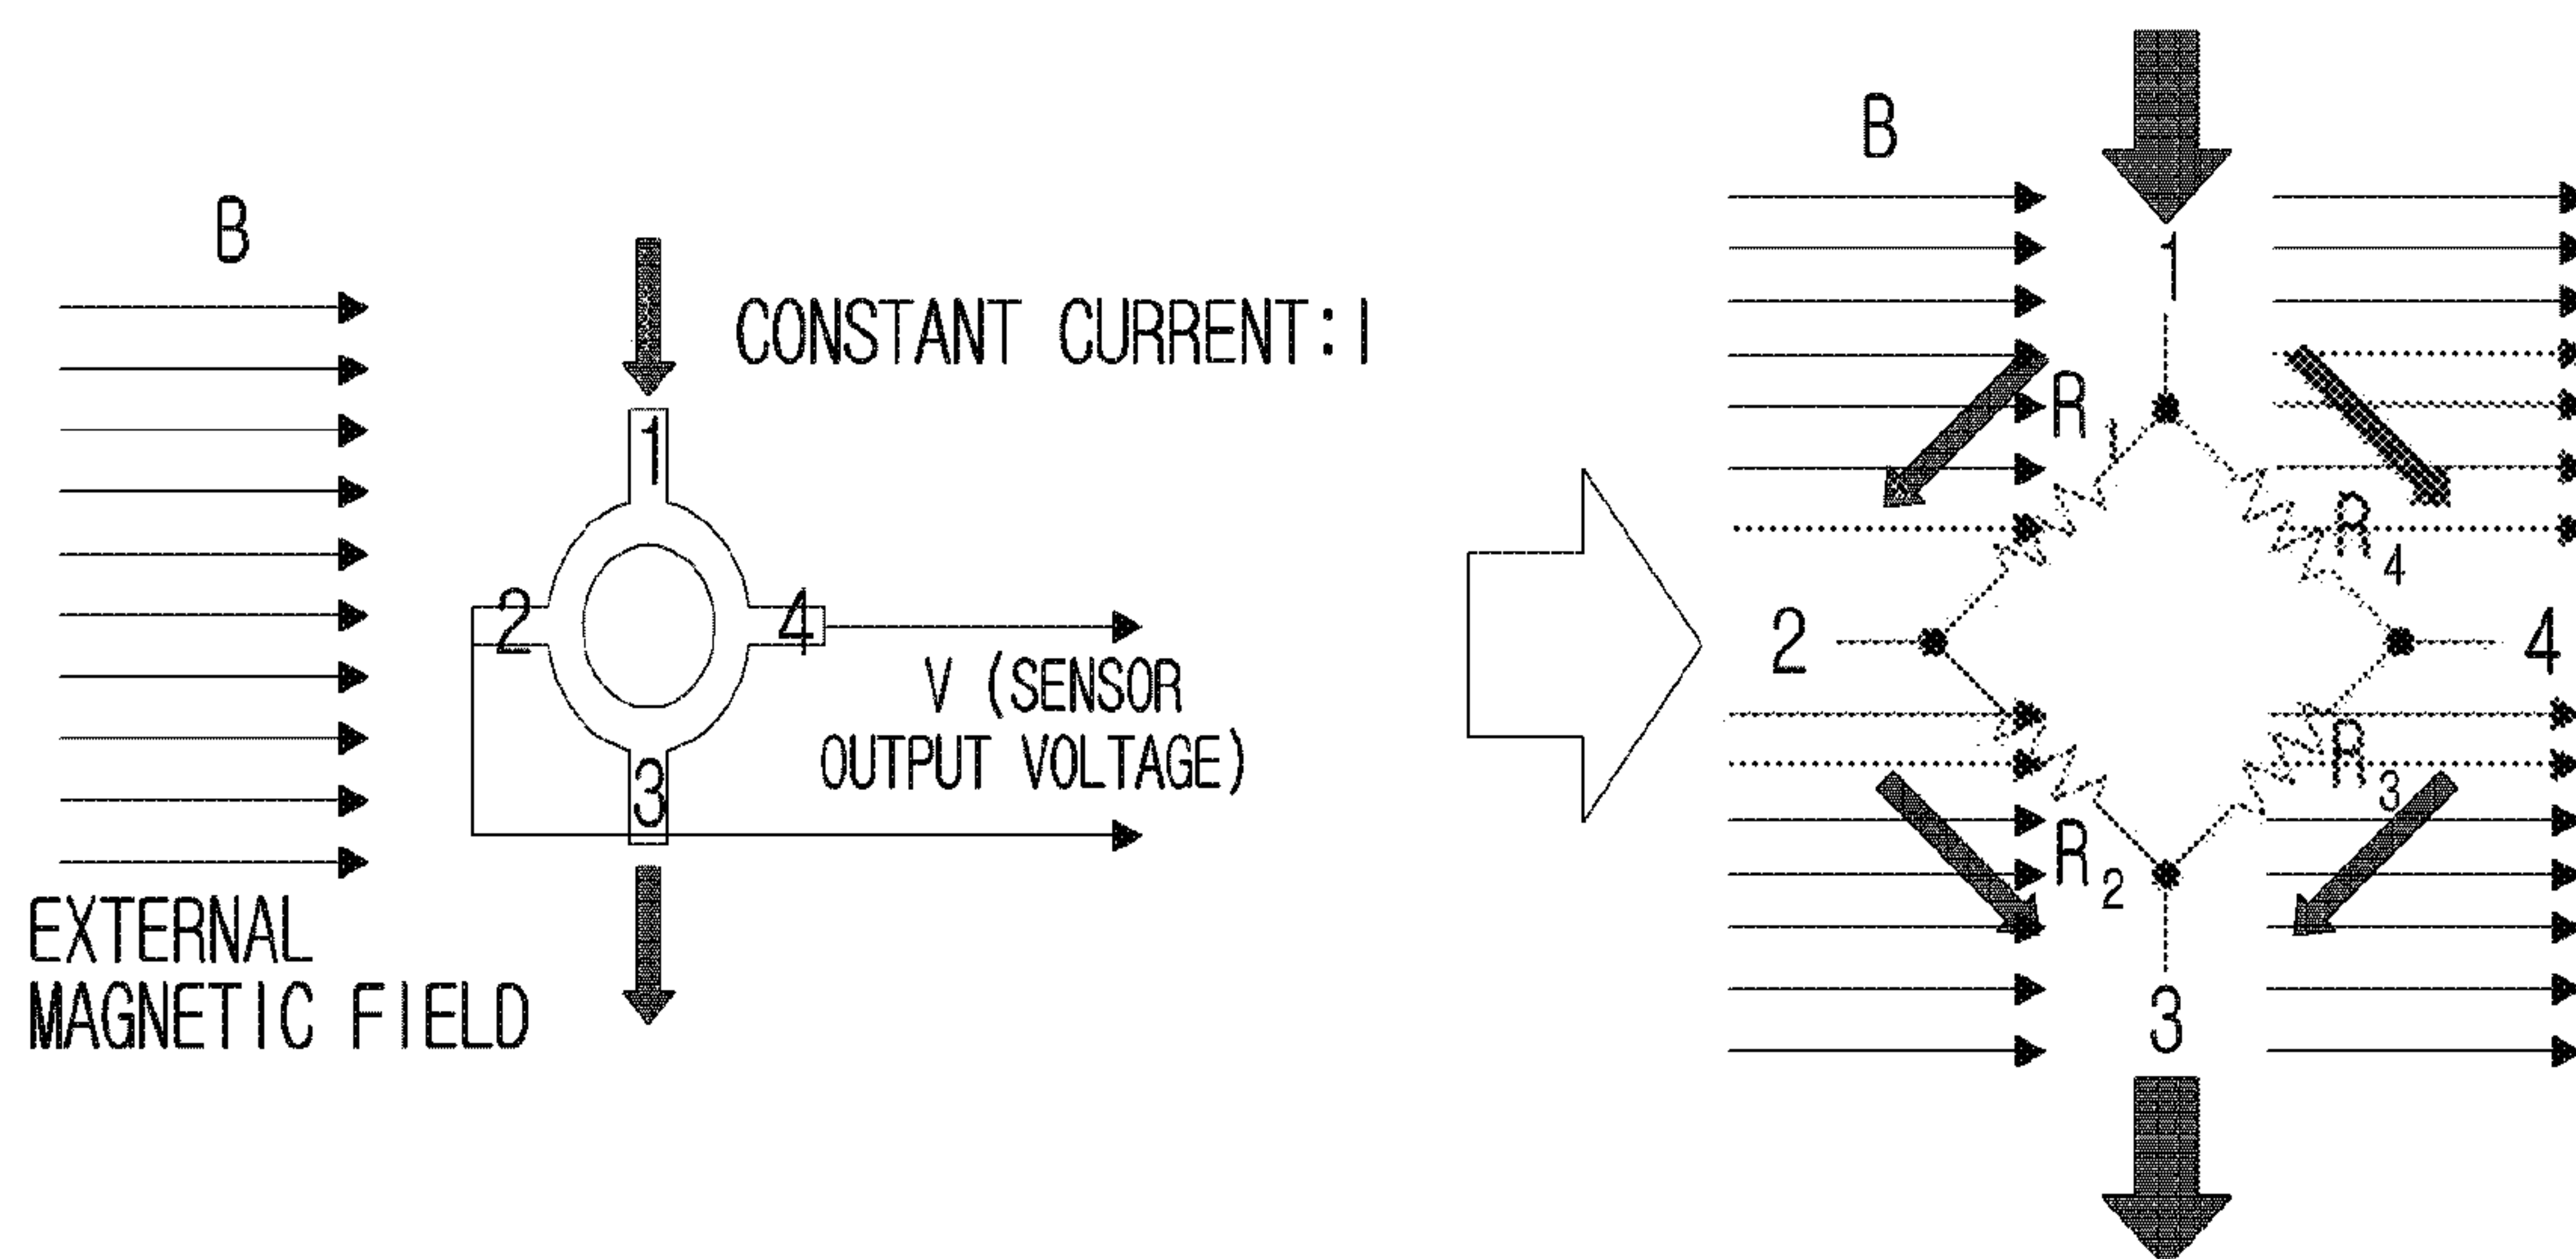 B
CONSTANT CURRENT:I
1
2
4
V (SENSOR
OUTPUT VOLTAGE)
3
EXTERNAL
MAGNETIC FIELD
B
1
R1
R4
2
4
R3
R2
3